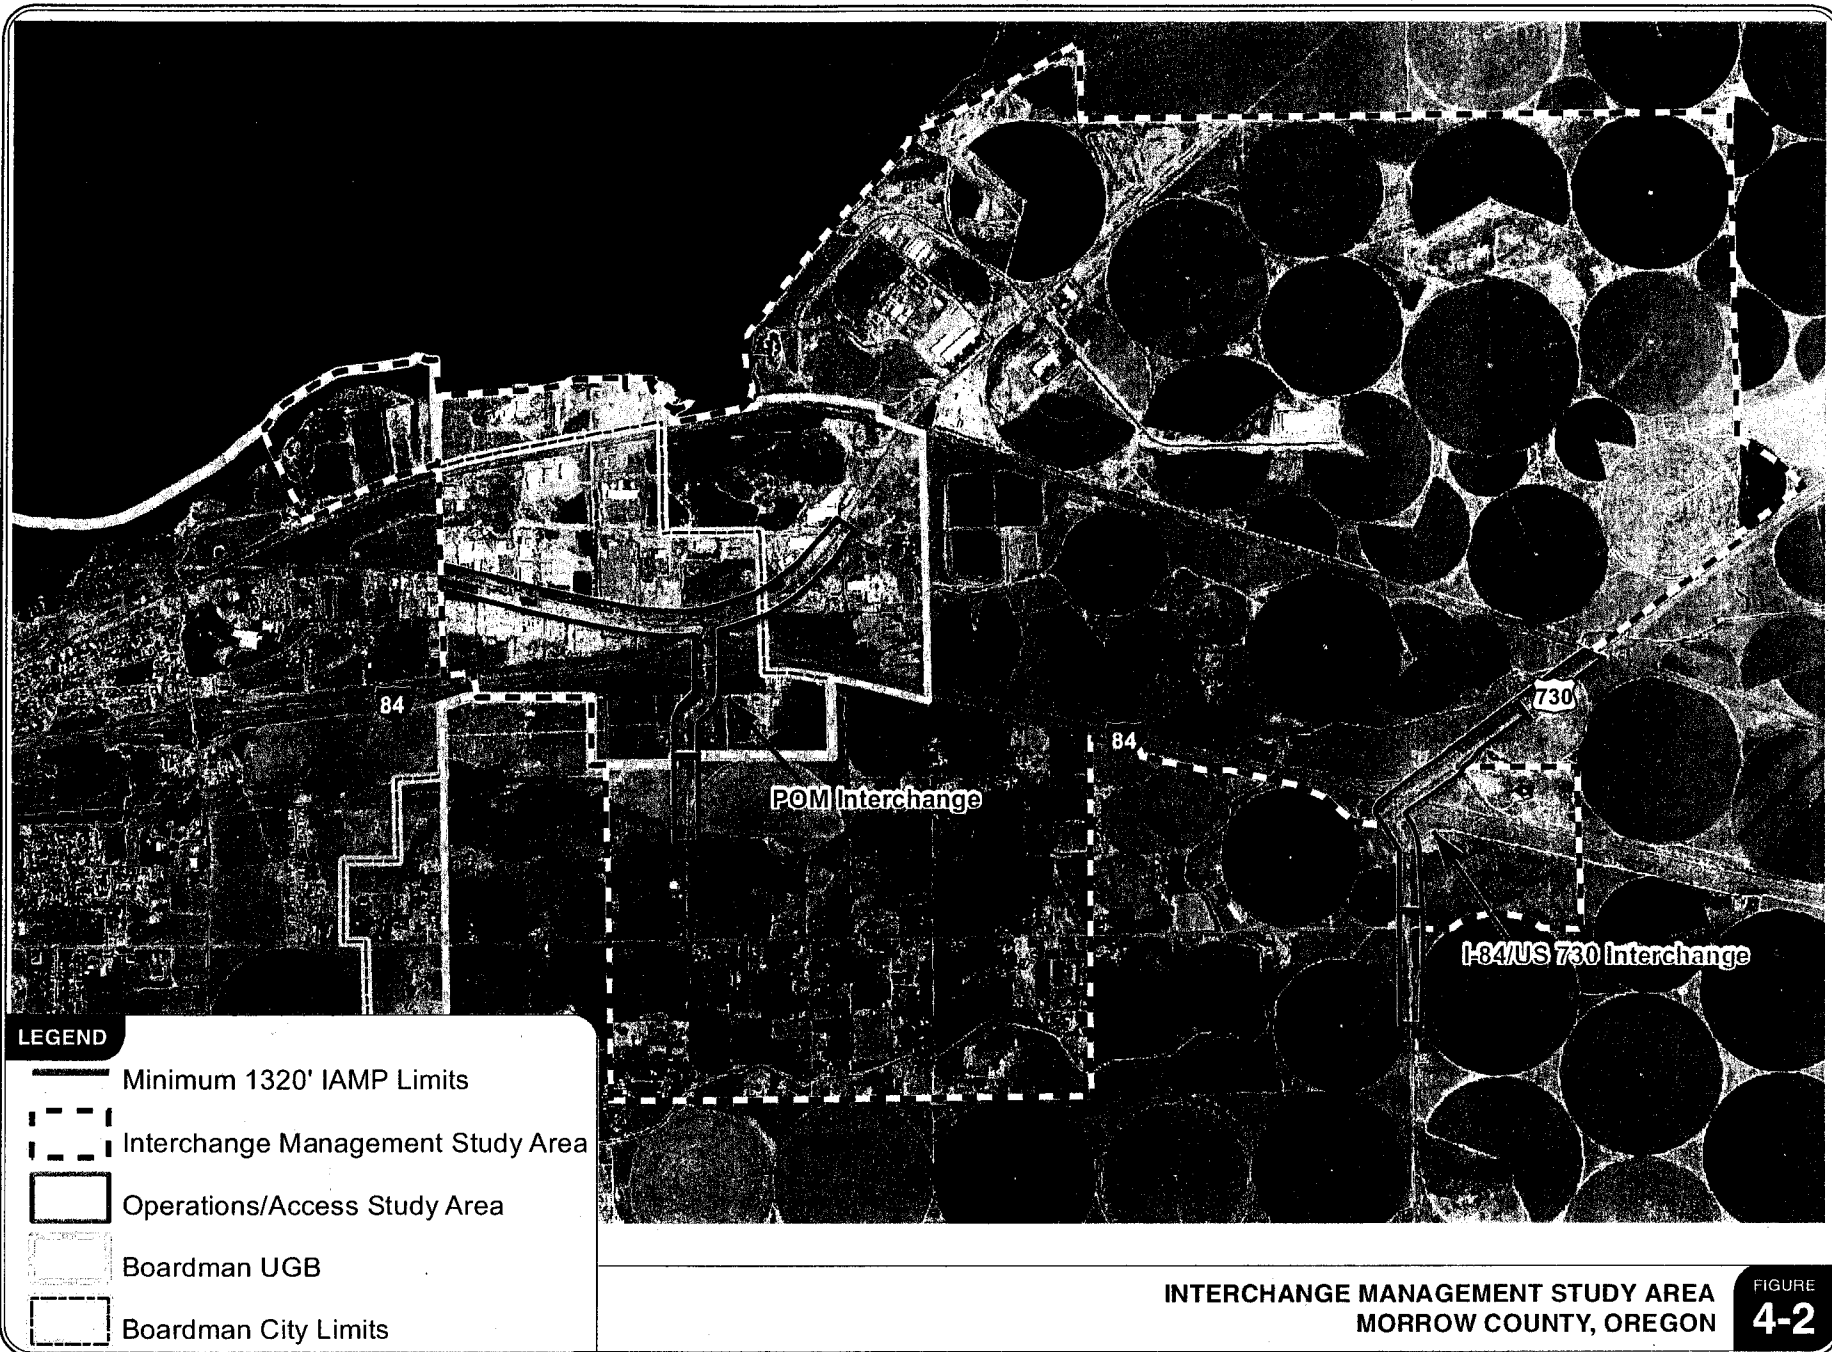 84
84
730
POM Interchange
I-84/US 730 Interchange
LEGEND
Minimum 1320' IAMP Limits
Interchange Management Study Area
Operations/Access Study Area
Boardman UGB
Boardman City Limits
INTERCHANGE MANAGEMENT STUDY AREA
MORROW COUNTY, OREGON
FIGURE
4-2